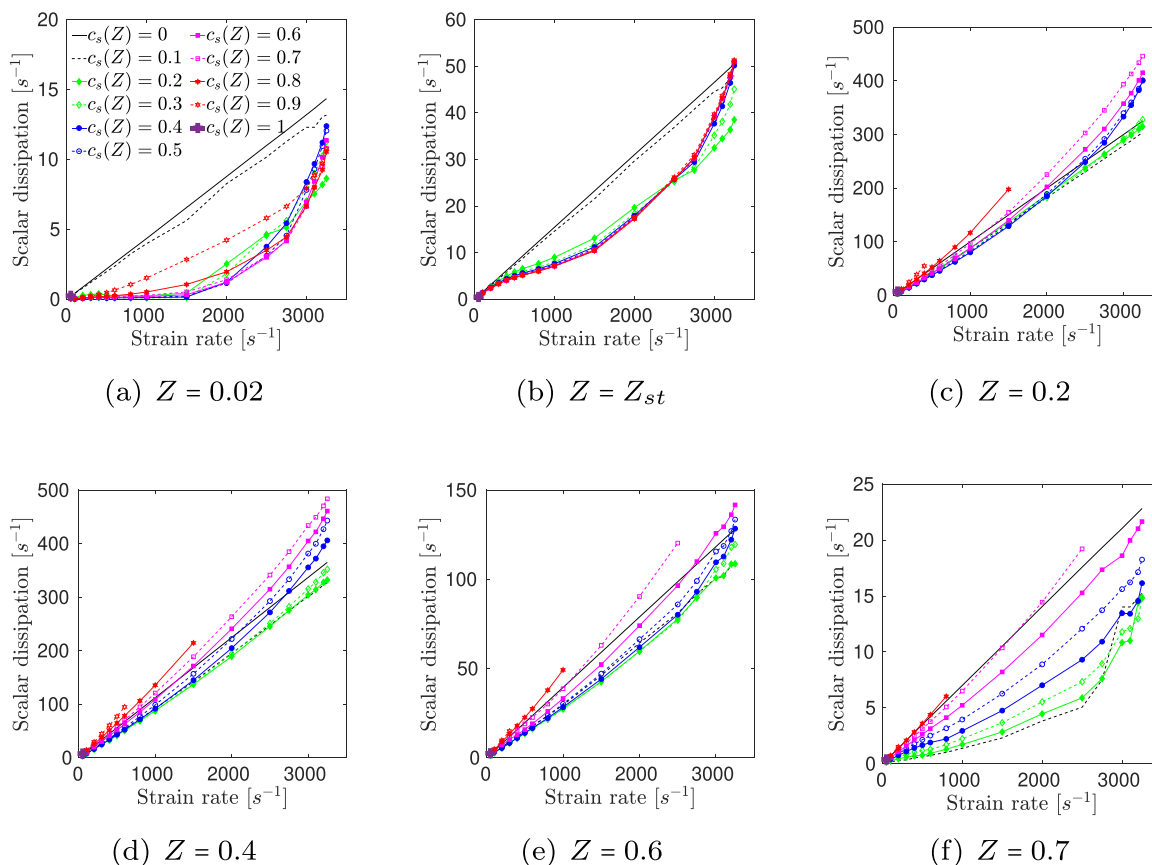 20
15
10
5
0
0 1000 2000 3000
Scalar dissipation [s⁻¹]
Strain rate [s⁻¹]
c_s(Z) = 0
c_s(Z) = 0.1
c_s(Z) = 0.2
c_s(Z) = 0.3
c_s(Z) = 0.4
c_s(Z) = 0.5
c_s(Z) = 0.6
c_s(Z) = 0.7
c_s(Z) = 0.8
c_s(Z) = 0.9
c_s(Z) = 1
(a) Z = 0.02
60
50
40
30
20
10
0
0 1000 2000 3000
Scalar dissipation [s⁻¹]
Strain rate [s⁻¹]
(b) Z = Z_st
500
400
300
200
100
0
0 1000 2000 3000
Scalar dissipation [s⁻¹]
Strain rate [s⁻¹]
(c) Z = 0.2
500
400
300
200
100
0
0 1000 2000 3000
Scalar dissipation [s⁻¹]
Strain rate [s⁻¹]
(d) Z = 0.4
150
100
50
0
0 1000 2000 3000
Scalar dissipation [s⁻¹]
Strain rate [s⁻¹]
(e) Z = 0.6
25
20
15
10
5
0
0 1000 2000 3000
Scalar dissipation [s⁻¹]
Strain rate [s⁻¹]
(f) Z = 0.7